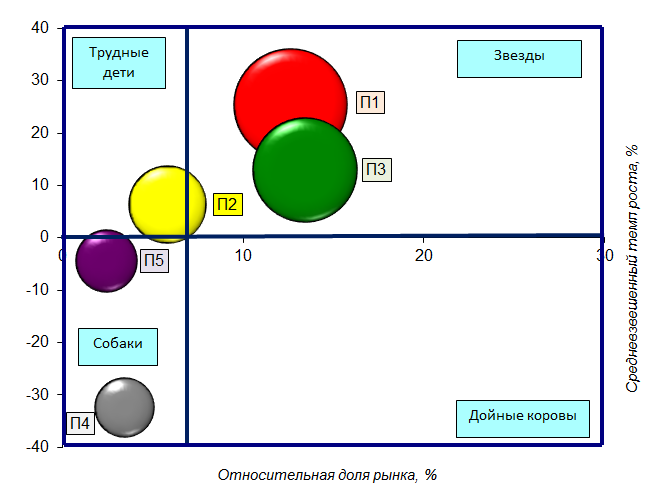 40
Трудные
дети
Звезды
30
П1
20
П3
10
П2
0
0
10
20
30
П5
-10
-20
Собаки
-30
П4
Дойные коровы
-40
Относительная доля рынка, %
Средневзвешенный темп роста, %